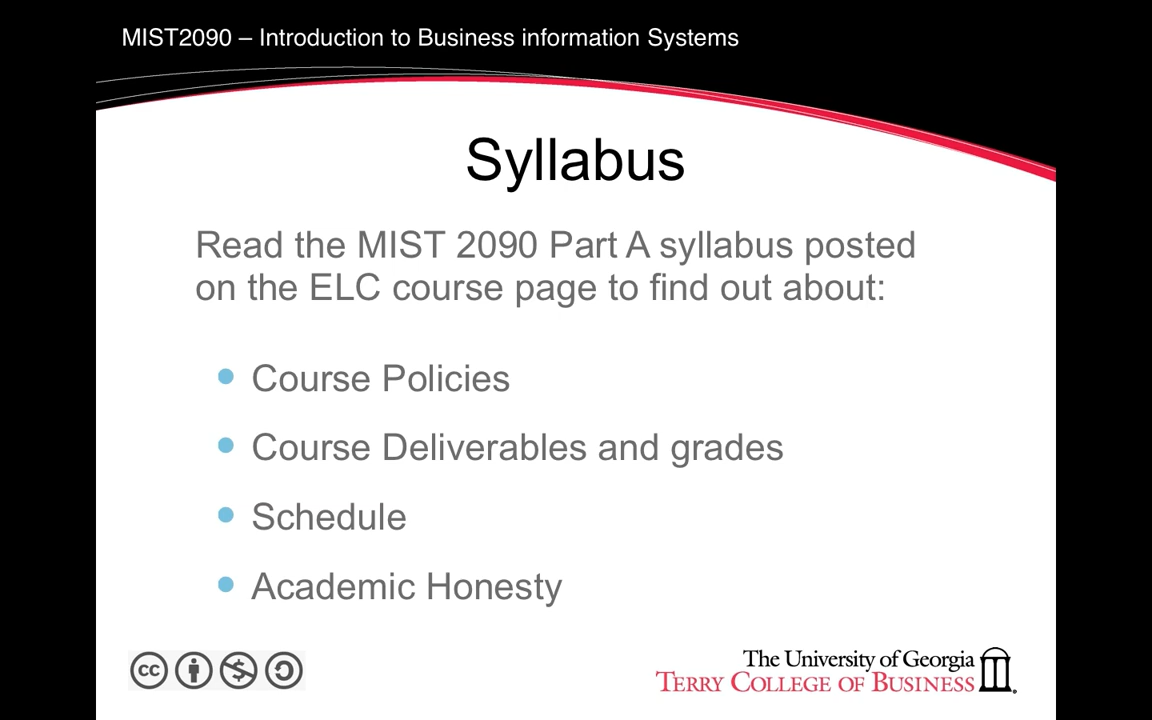 MIST2090 – Introduction to Business information Systems
Syllabus
Read the MIST 2090 Part A syllabus posted
on the ELC course page to find out about:
Course Policies
Course Deliverables and grades
Schedule
Academic Honesty
cc
The University of Georgia
TERRY COLLEGE OF BUSINESS